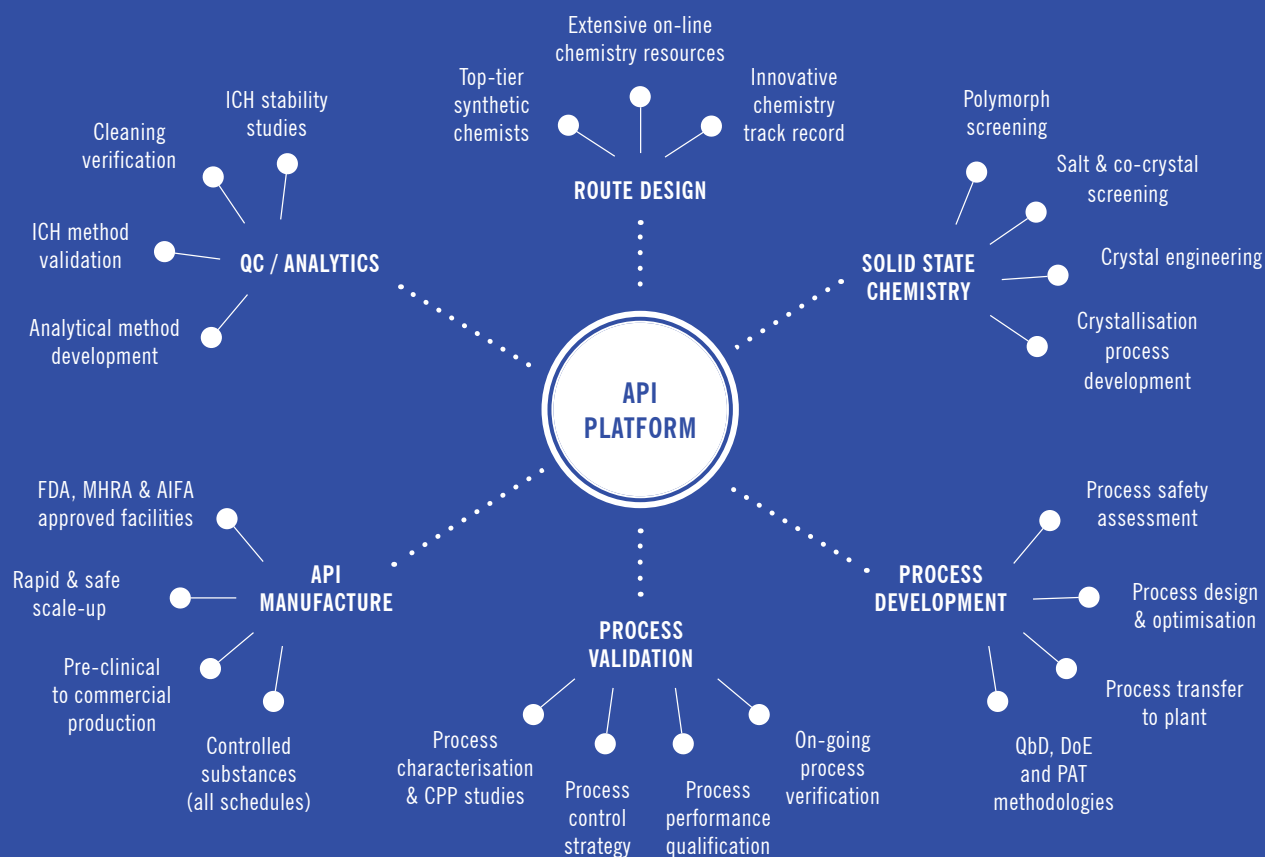 Extensive on-line
chemistry resources
Top-tier
synthetic
chemists
Innovative
chemistry
track record
ROUTE DESIGN
ICH stability
studies
Cleaning
verification
ICH method
validation
Analytical method
development
QC / ANALYTICS
Polymorph
screening
Salt & co-crystal
screening
Crystal engineering
Crystallisation
process
development
SOLID STATE
CHEMISTRY
API
PLATFORM
FDA, MHRA & AIFA
approved facilities
Rapid & safe
scale-up
Pre-clinical
to commercial
production
Controlled
substances
(all schedules)
API
MANUFACTURE
PROCESS
VALIDATION
Process
characterisation
& CPP studies
Process
control
strategy
Process
performance
qualification
On-going
process
verification
PROCESS
DEVELOPMENT
Process safety
assessment
Process design
& optimisation
Process transfer
to plant
QbD, DoE
and PAT
methodologies